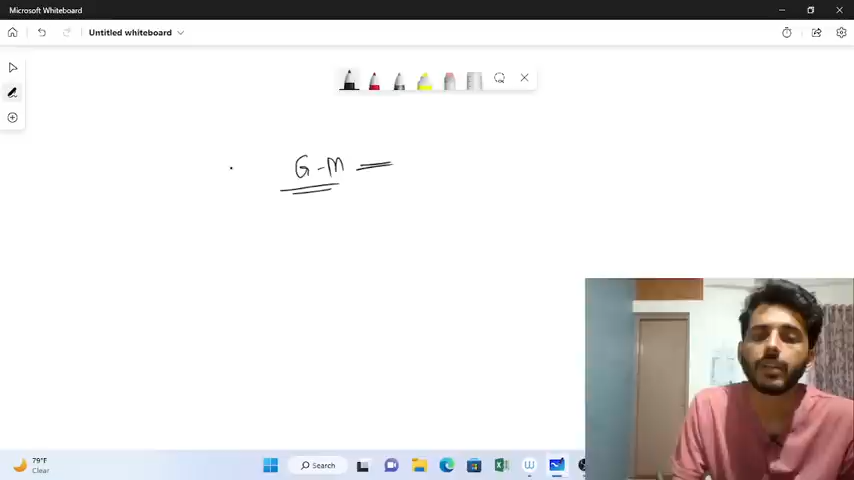 Microsoft Whiteboard
Untitled whiteboard
G-M =
79°F
Clear
Search